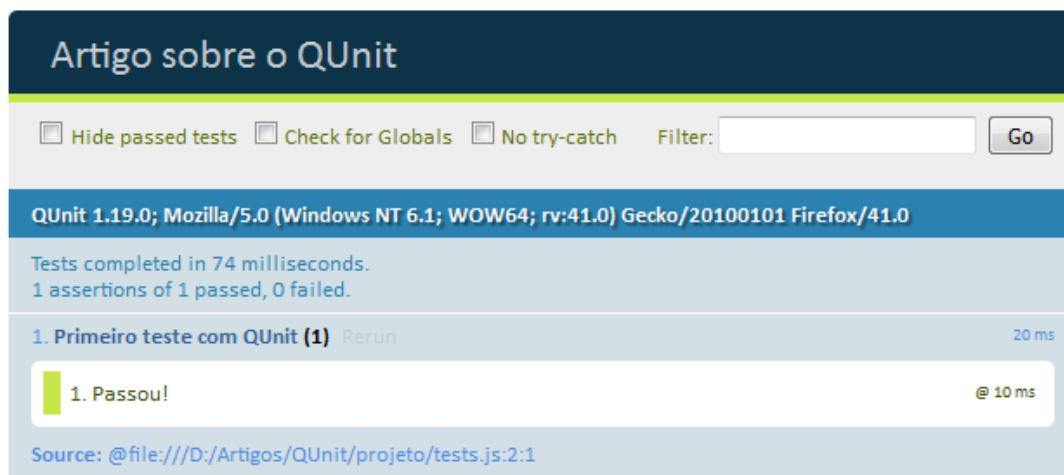 Artigo sobre o QUnit
Hide passed tests Check for Globals No try-catch Filter: Go
QUnit 1.19.0; Mozilla/5.0 (Windows NT 6.1; WOW64; rv:41.0) Gecko/20100101 Firefox/41.0
Tests completed in 74 milliseconds.
1 assertions of 1 passed, 0 failed.
1. Primeiro teste com QUnit (1) Rerun 20 ms
1. Passou! @ 10 ms
Source: @file:///D:/Artigos/QUnit/projeto/tests.js:2:1